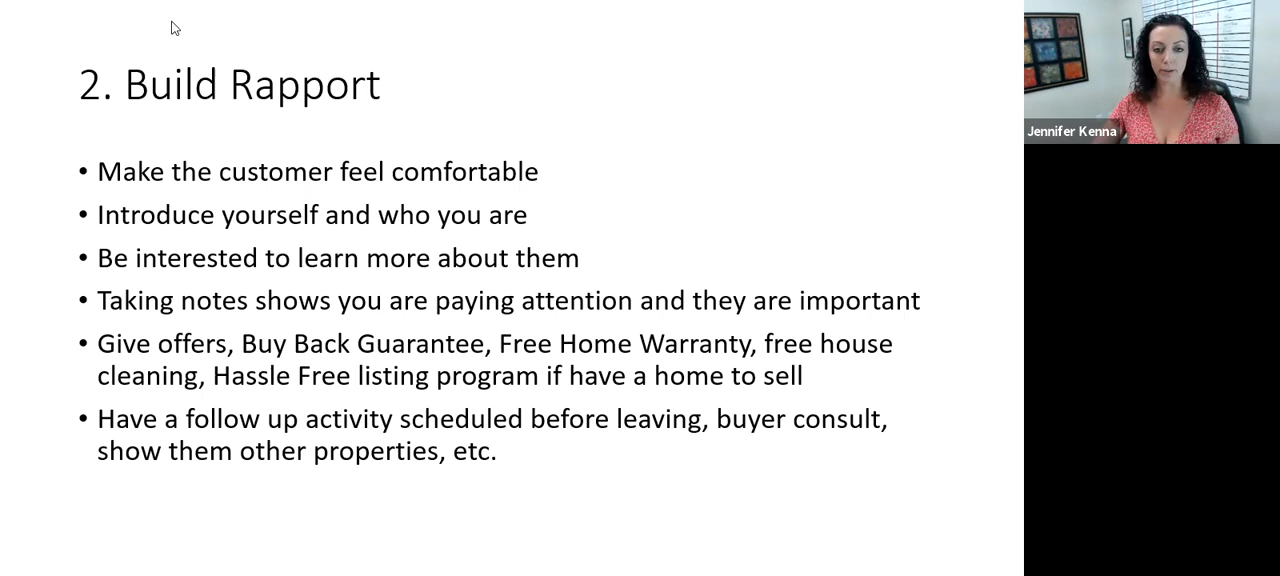 2. Build Rapport
• Make the customer feel comfortable
• Introduce yourself and who you are
• Be interested to learn more about them
• Taking notes shows you are paying attention and they are important
• Give offers, Buy Back Guarantee, Free Home Warranty, free house
cleaning, Hassle Free listing program if have a home to sell
• Have a follow up activity scheduled before leaving, buyer consult,
show them other properties, etc.
Jennifer Kenna